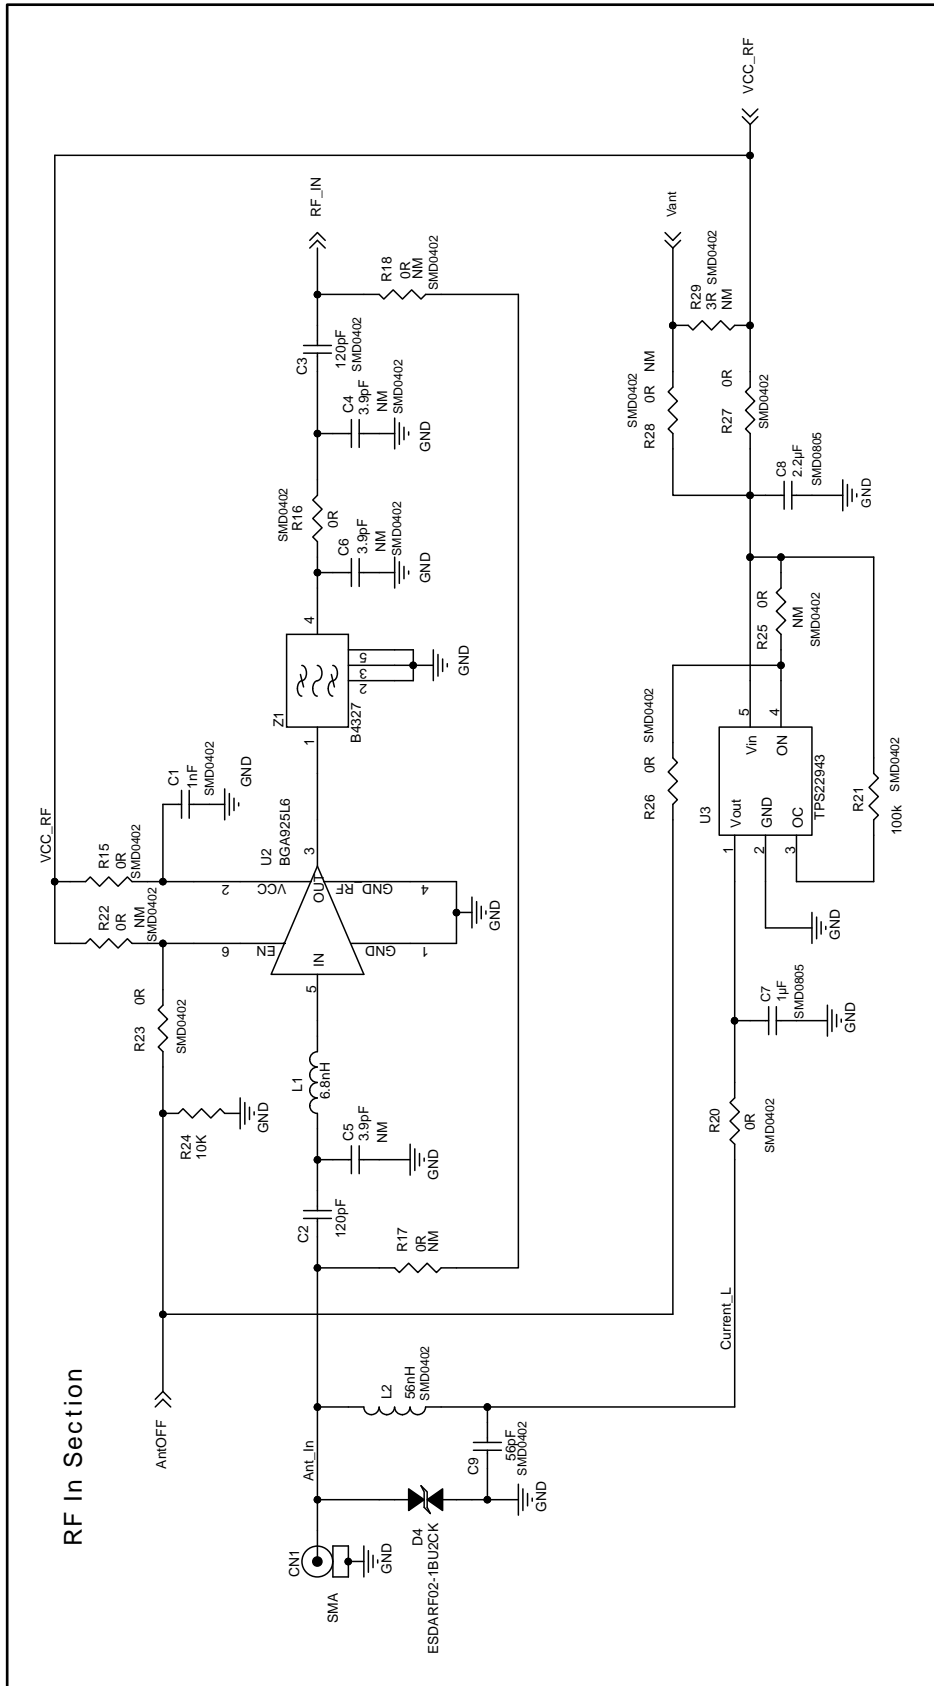 RF In Section
VCC_RF
R22
0R
NM
SMD0402
R15
0R
SMD0402
C1
1nF
SMD0402
GND
AntOFF
R24
10K
GND
R23
0R
SMD0402
6
EN
2
VCC
U2
BGA925L6
IN
5
OUT
3
GND
1
GND_RF
4
GND
CN1
SMA
GND
Ant_In
C2
120pF
C5
3.9pF
NM
GND
L1
6.8nH
Z1
B4327
1
4
2
3
5
GND
C6
3.9pF
NM
SMD0402
GND
SMD0402
R16
0R
C4
3.9pF
NM
SMD0402
GND
C3
120pF
SMD0402
RF_IN
R18
0R
NM
SMD0402
R17
0R
NM
D4
ESDARF02-1BU2CK
L2
56nH
SMD0402
C9
56pF
SMD0402
GND
Current_L
R20
0R
SMD0402
C7
1µF
SMD0805
GND
GND
U3
TPS22943
Vout
1
GND
2
OC
3
Vin
5
ON
4
R26
0R
SMD0402
R25
0R
NM
SMD0402
R21
100k
SMD0402
C8
2.2µF
SMD0805
GND
SMD0402
R28
0R
NM
R27
0R
SMD0402
R29
3R
NM
SMD0402
Vant
VCC_RF